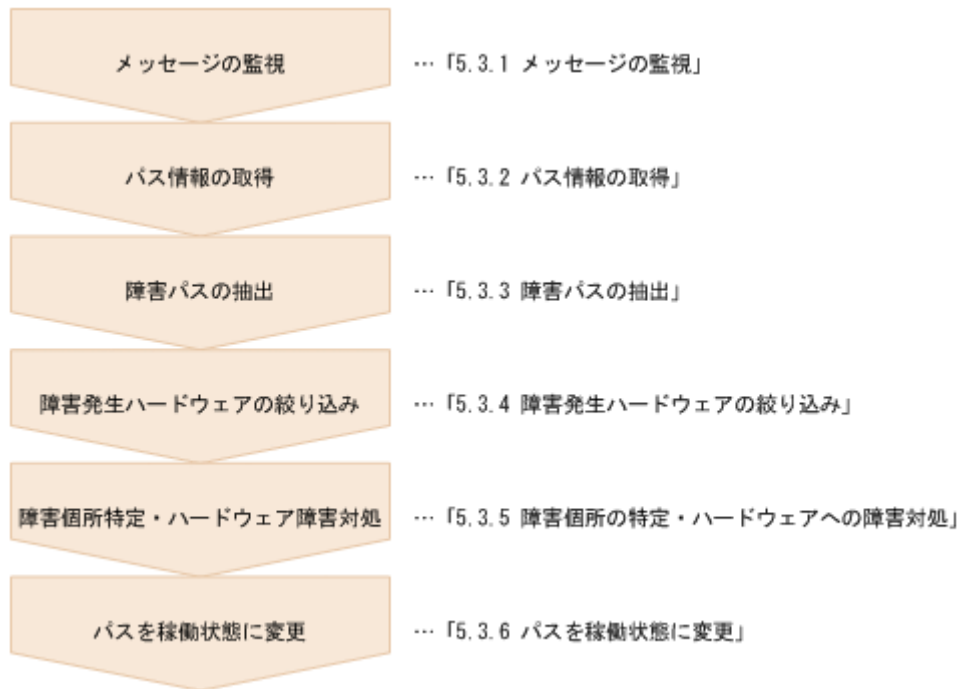 メッセージの監視 …「5.3.1 メッセージの監視」
パス情報の取得 …「5.3.2 パス情報の取得」
障害パスの抽出 …「5.3.3 障害パスの抽出」
障害発生ハードウェアの絞り込み …「5.3.4 障害発生ハードウェアの絞り込み」
障害個所特定・ハードウェア障害対処 …「5.3.5 障害個所の特定・ハードウェアへの障害対処」
パスを稼働状態に変更 …「5.3.6 パスを稼働状態に変更」